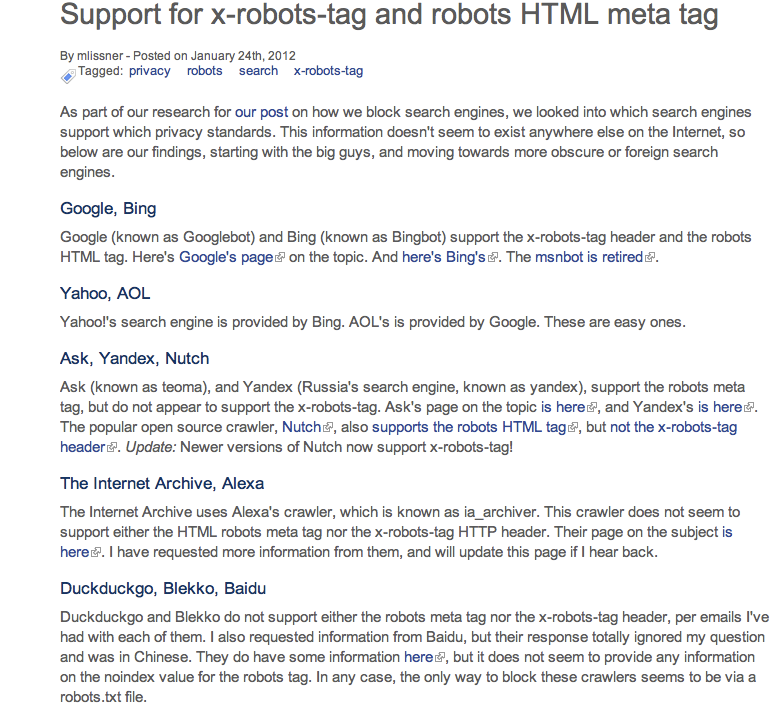 Support for x-robots-tag and robots HTML meta tag
By mlissner - Posted on January 24th, 2012
Tagged: privacy robots search x-robots-tag
As part of our research for our post on how we block search engines, we looked into which search engines
support which privacy standards. This information doesn't seem to exist anywhere else on the Internet, so
below are our findings, starting with the big guys, and moving towards more obscure or foreign search
engines.
Google, Bing
Google (known as Googlebot) and Bing (known as Bingbot) support the x-robots-tag header and the robots
HTML tag. Here's Google's page on the topic. And here's Bing's. The msnbot is retired.
Yahoo, AOL
Yahoo!'s search engine is provided by Bing. AOL's is provided by Google. These are easy ones.
Ask, Yandex, Nutch
Ask (known as teoma), and Yandex (Russia's search engine, known as yandex), support the robots meta
tag, but do not appear to support the x-robots-tag. Ask's page on the topic is here, and Yandex's is here.
The popular open source crawler, Nutch, also supports the robots HTML tag, but not the x-robots-tag
header. Update: Newer versions of Nutch now support x-robots-tag!
The Internet Archive, Alexa
The Internet Archive uses Alexa's crawler, which is known as ia_archiver. This crawler does not seem to
support either the HTML robots meta tag nor the x-robots-tag HTTP header. Their page on the subject is
here. I have requested more information from them, and will update this page if I hear back.
Duckduckgo, Blekko, Baidu
Duckduckgo and Blekko do not support either the robots meta tag nor the x-robots-tag header, per emails I've
had with each of them. I also requested information from Baidu, but their response totally ignored my question
and was in Chinese. They do have some information here, but it does not seem to provide any information
on the noindex value for the robots tag. In any case, the only way to block these crawlers seems to be via a
robots.txt file.